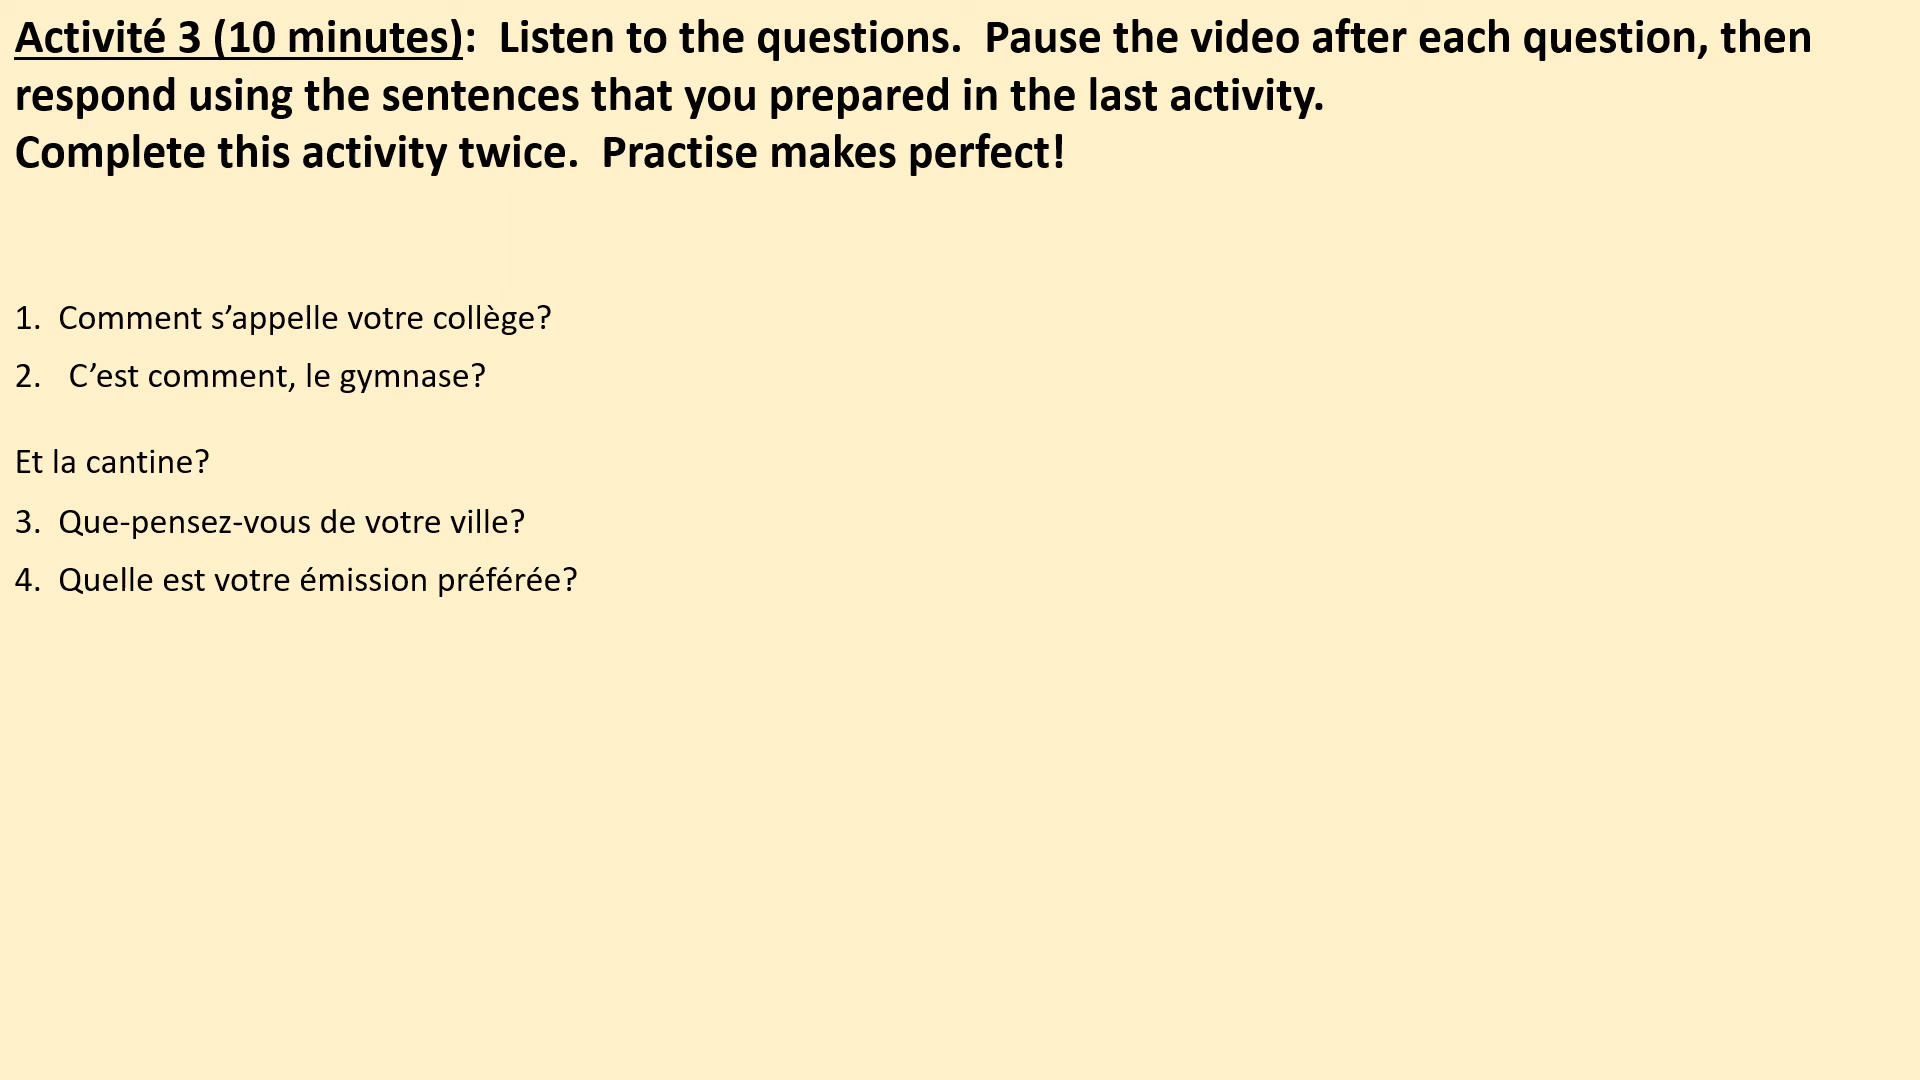 Activité 3 (10 minutes):  Listen to the questions.  Pause the video after each question, then
respond using the sentences that you prepared in the last activity.
Complete this activity twice.  Practise makes perfect!
1.  Comment s’appelle votre collège?
2.   C’est comment, le gymnase?
Et la cantine?
3.  Que-pensez-vous de votre ville?
4.  Quelle est votre émission préférée?